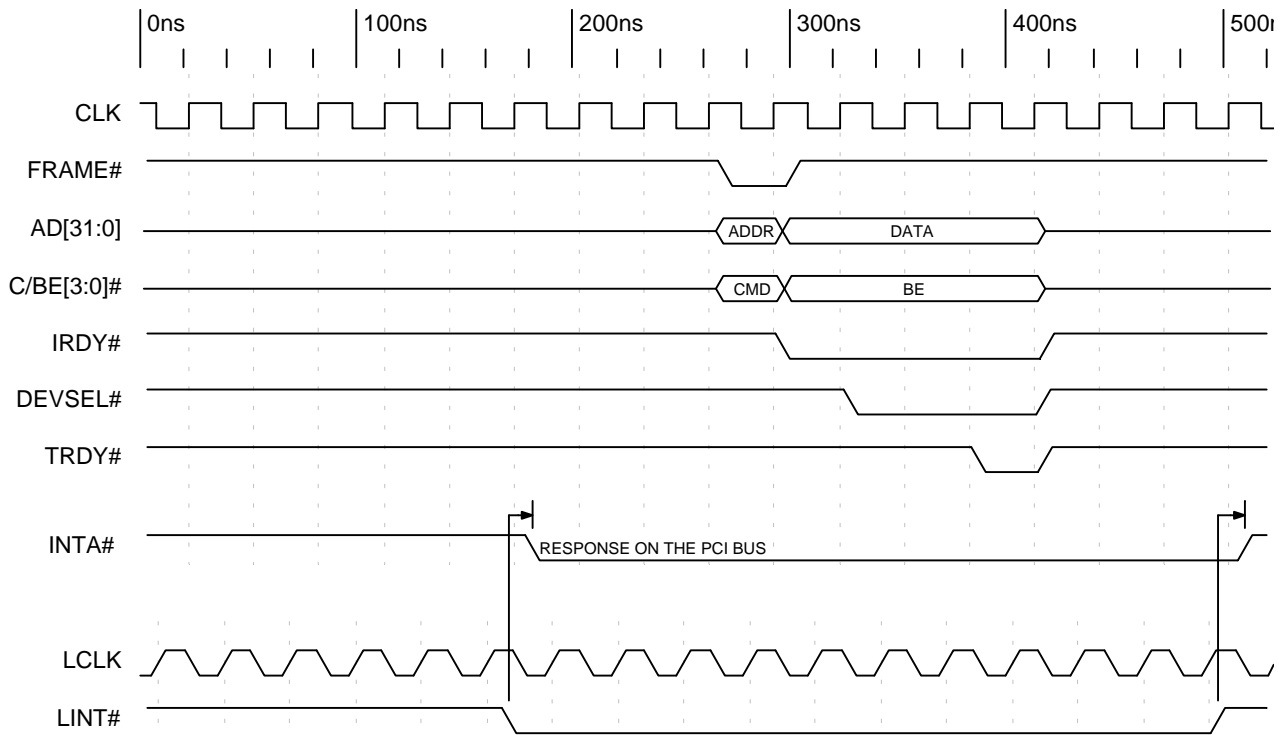 0ns 100ns 200ns 300ns 400ns 500n
CLK
FRAME#
AD[31:0] ADDR DATA
C/BE[3:0]# CMD BE
IRDY#
DEVSEL#
TRDY#
INTA# RESPONSE ON THE PCI BUS
LCLK
LINT#